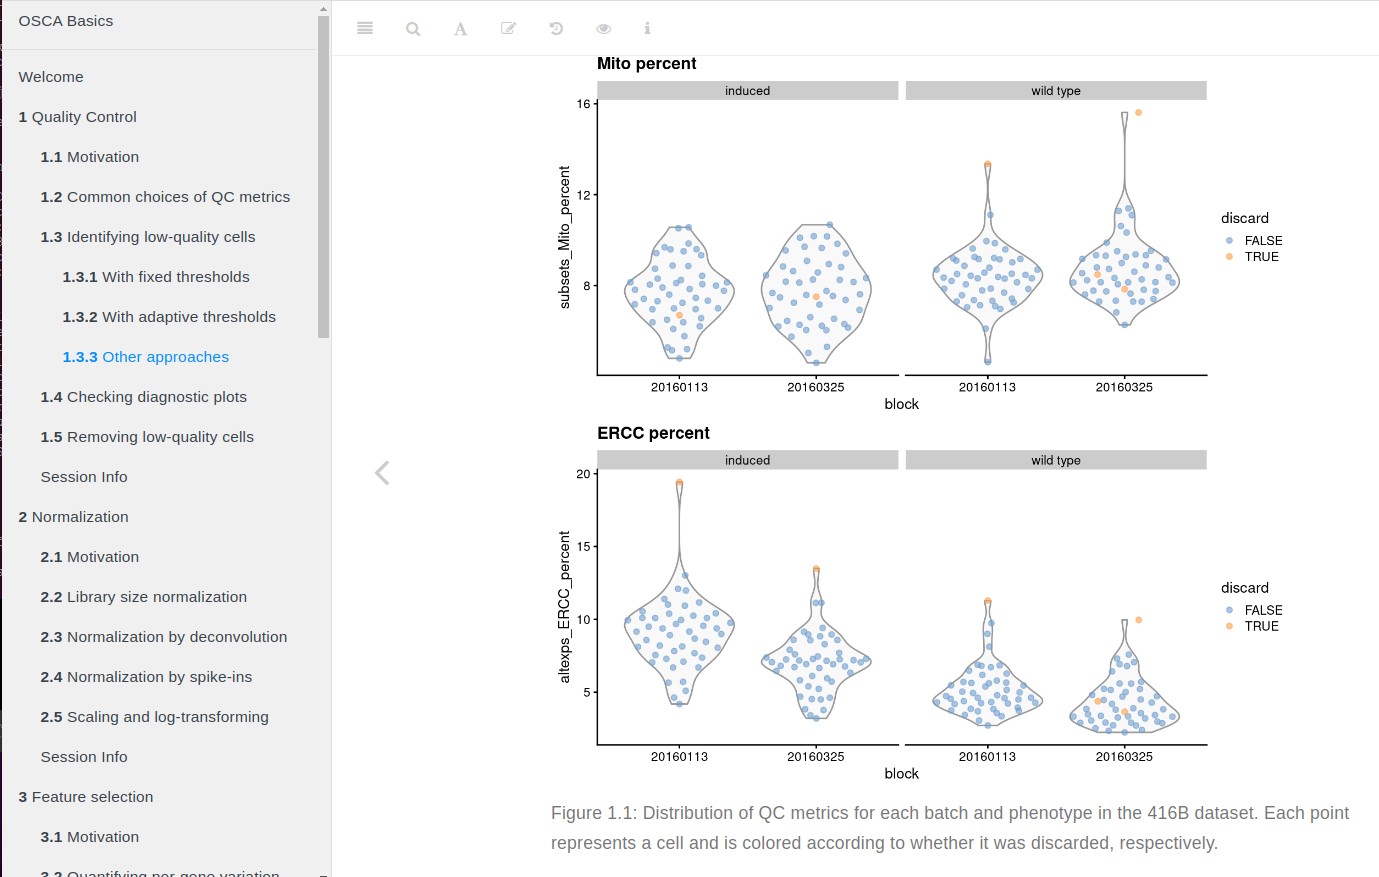 OSCA Basics
Welcome
1 Quality Control
1.1 Motivation
1.2 Common choices of QC metrics
1.3 Identifying low-quality cells
1.3.1 With fixed thresholds
1.3.2 With adaptive thresholds
1.3.3 Other approaches
1.4 Checking diagnostic plots
1.5 Removing low-quality cells
Session Info
2 Normalization
2.1 Motivation
2.2 Library size normalization
2.3 Normalization by deconvolution
2.4 Normalization by spike-ins
2.5 Scaling and log-transforming
Session Info
3 Feature selection
3.1 Motivation
3.2 Quantifying per-gene variation
Mito percent
induced
wild type
subsets_Mito_percent
16
12
8
20160113
20160325
20160113
20160325
block
discard
FALSE
TRUE
ERCC percent
induced
wild type
altexps_ERCC_percent
20
15
10
5
20160113
20160325
20160113
20160325
block
discard
FALSE
TRUE
Figure 1.1: Distribution of QC metrics for each batch and phenotype in the 416B dataset. Each point
represents a cell and is colored according to whether it was discarded, respectively.